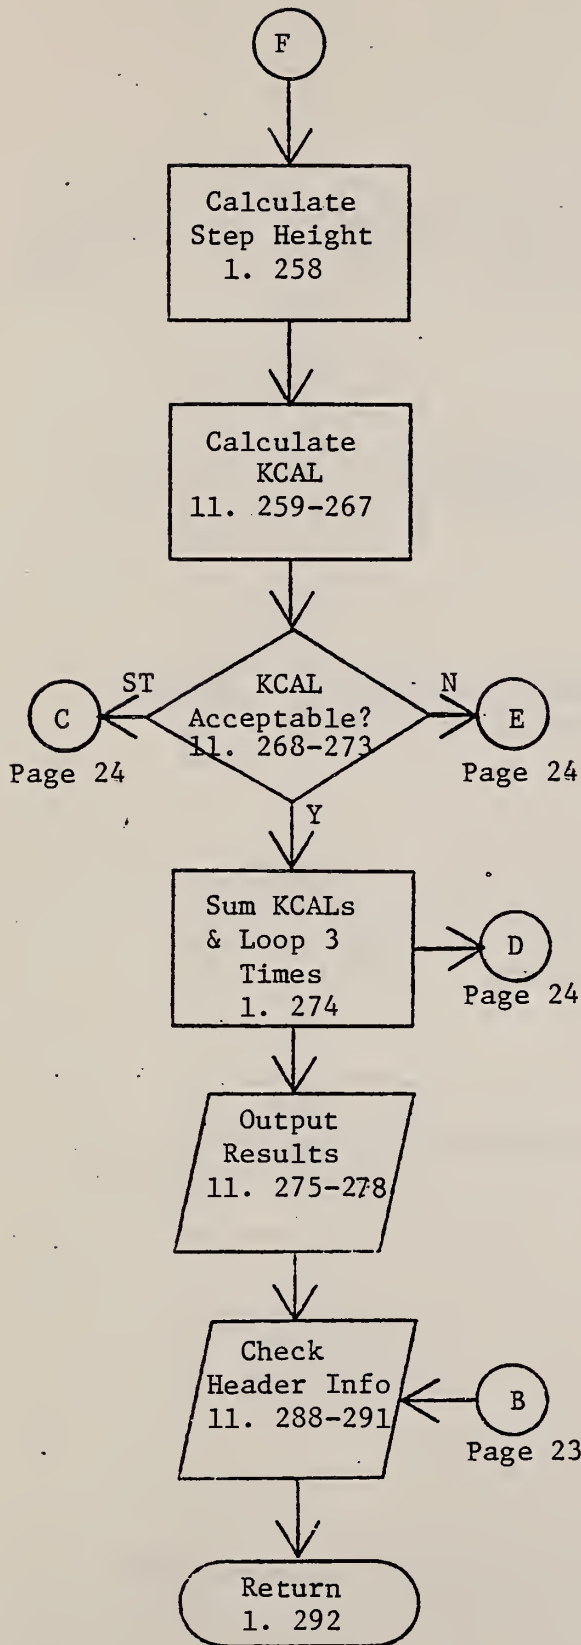 F
Calculate
Step Height
1. 258
Calculate
KCAL
11. 259-267
ST
KCAL
N
C
Acceptable?
E
11. 268-273
Page 24
Page 24
Y
Sum KCALs
& Loop 3
Times
1. 274
D
Page 24
Output
Results
11. 275-278
Check
Header Info
11. 288-291
B
Page 23
Return
1. 292